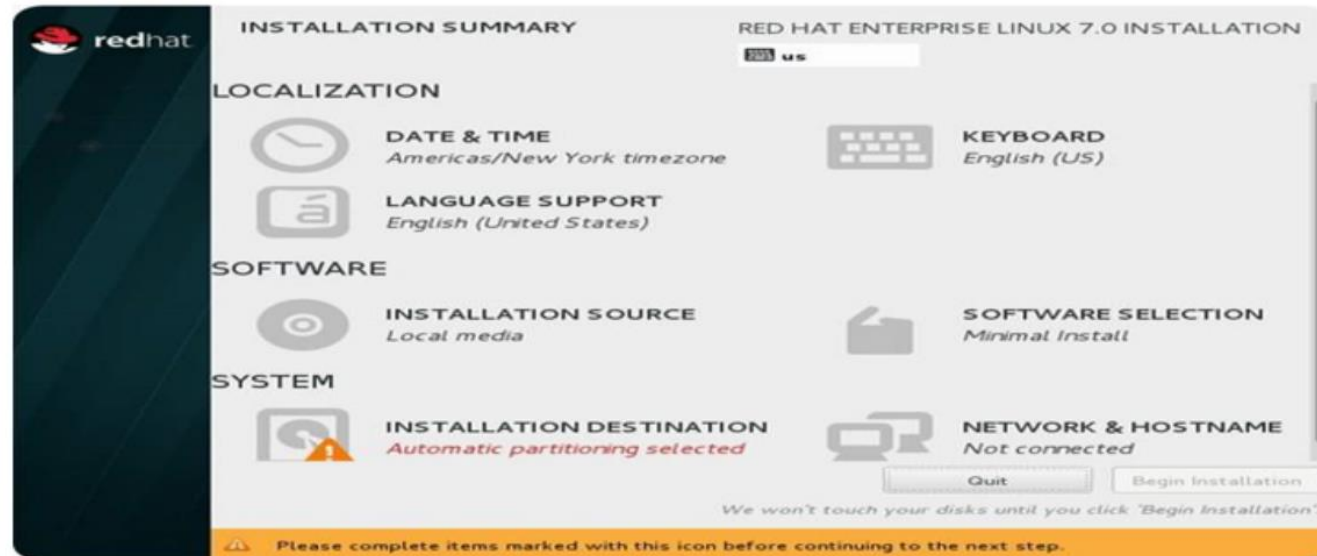 redhat
INSTALLATION SUMMARY
RED HAT ENTERPRISE LINUX 7.0 INSTALLATION
us
LOCALIZATION
DATE & TIME
Americas/New York timezone
KEYBOARD
English (US)
LANGUAGE SUPPORT
English (United States)
SOFTWARE
INSTALLATION SOURCE
Local media
SOFTWARE SELECTION
Minimal Install
SYSTEM
INSTALLATION DESTINATION
Automatic partitioning selected
NETWORK & HOSTNAME
Not connected
Quit
Begin Installation
We won't touch your disks until you click 'Begin Installation'.
Please complete items marked with this icon before continuing to the next step.